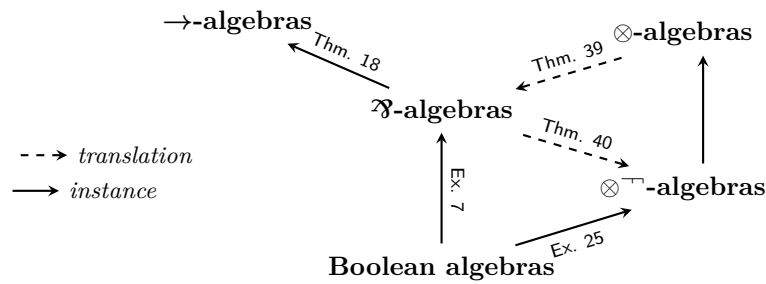 →-algebras
⊗-algebras
Thm. 18
Thm. 39
⅋-algebras
Thm. 40
translation
instance
Ex. 7
⊗⫟-algebras
Ex. 25
Boolean algebras